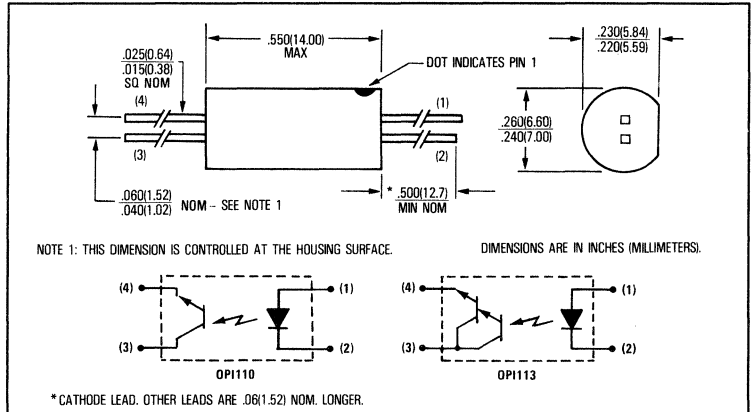 .550(14.00)
MAX
.025(0.64)
.015(0.38)
SQ NOM
DOT INDICATES PIN 1
.230(5.84)
.220(5.59)
(4)
(1)
(3)
(2)
.260(6.60)
.240(7.00)
.060(1.52)
.040(1.02) NOM – SEE NOTE 1
* .500(12.7)
MIN NOM
NOTE 1: THIS DIMENSION IS CONTROLLED AT THE HOUSING SURFACE.
DIMENSIONS ARE IN INCHES (MILLIMETERS).
(4) (1)
(3) (2)
OPI110
(4) (1)
(3) (2)
OPI113
* CATHODE LEAD. OTHER LEADS ARE .06(1.52) NOM. LONGER.